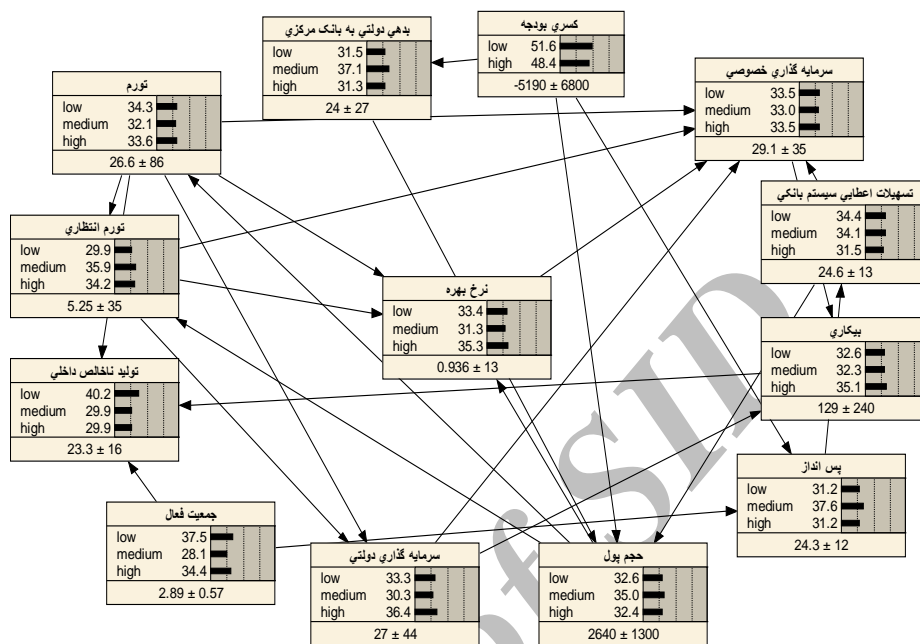 بدهي دولتي به بانک مرکزي
low 31.5
medium 37.1
high 31.3
24 ± 27
کسري بودجه
low 51.6
high 48.4
-5190 ± 6800
سرمايه گذاري خصوصي
low 33.5
medium 33.0
high 33.5
29.1 ± 35
تورم
low 34.3
medium 32.1
high 33.6
26.6 ± 86
تسهيلات اعطايي سيستم بانکي
low 34.4
medium 34.1
high 31.5
24.6 ± 13
تورم انتظاري
low 29.9
medium 35.9
high 34.2
5.25 ± 35
نرخ بهره
low 33.4
medium 31.3
high 35.3
0.936 ± 13
بيکاري
low 32.6
medium 32.3
high 35.1
129 ± 240
توليد ناخالص داخلي
low 40.2
medium 29.9
high 29.9
23.3 ± 16
پس انداز
low 31.2
medium 37.6
high 31.2
24.3 ± 12
جمعيت فعال
low 37.5
medium 28.1
high 34.4
2.89 ± 0.57
سرمايه گذاري دولتي
low 33.3
medium 30.3
high 36.4
27 ± 44
حجم پول
low 32.6
medium 35.0
high 32.4
2640 ± 1300
of SID